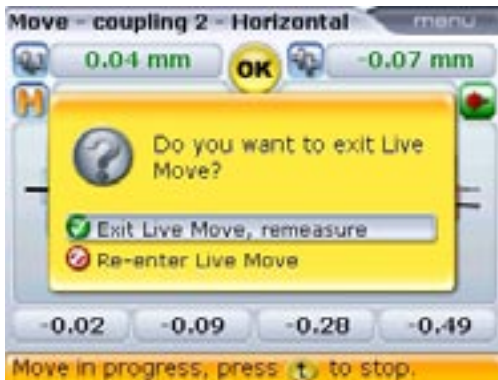 Move - coupling 2 - Horizontal menu
0.04 mm OK -0.07 mm
M
Do you want to exit Live
Move?
Exit Live Move, remeasure
Re-enter Live Move
-0.02 -0.09 -0.28 -0.49
Move in progress, press to stop.